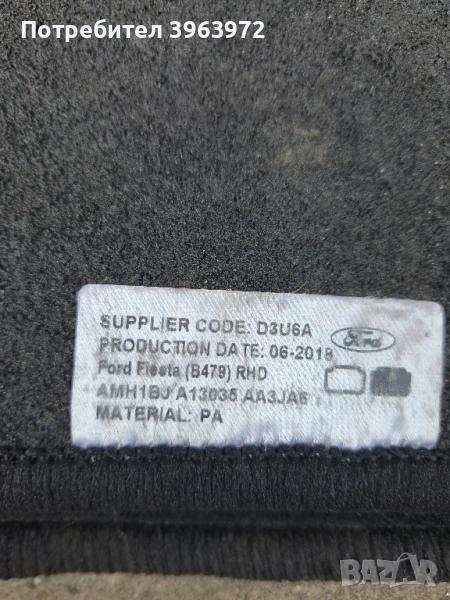 Потребител 3963972
SUPPLIER CODE: D3U6A
PRODUCTION DATE: 06-2018
Ford
Ford Fiesta (B479) RHD
AMH1BJ A13035 AA3JA6
MATERIAL: PA
BAZAR